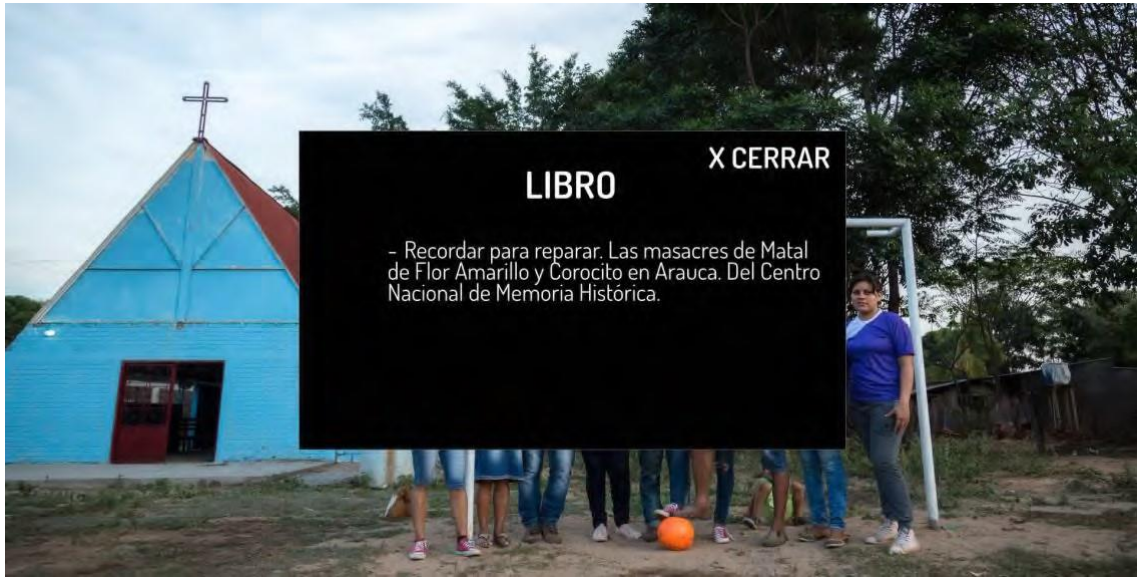 X CERRAR
LIBRO
- Recordar para reparar. Las masacres de Matal
de Flor Amarillo y Corocito en Arauca. Del Centro
Nacional de Memoria Histórica.